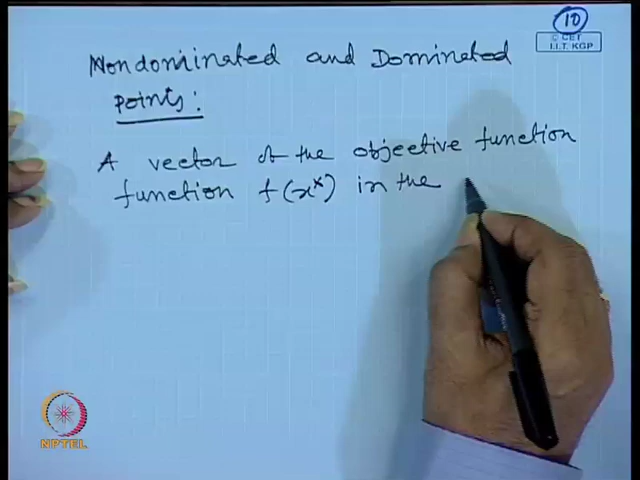 10
© CET
I.I.T. KGP
Nondominated and Dominated
points:
A vector of the objective function
function f(x*) in the
NPTEL